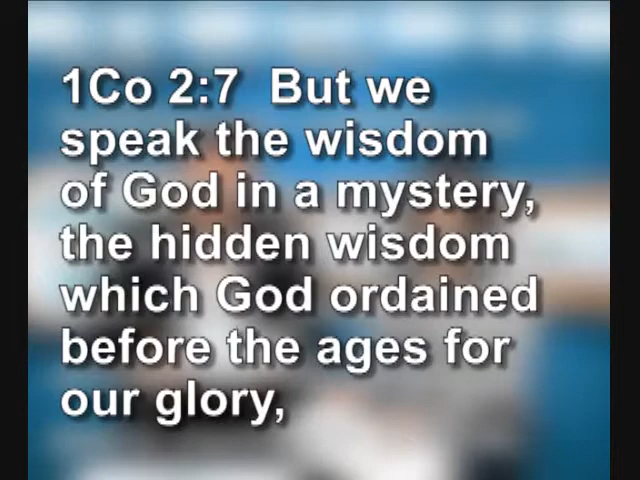 1Co 2:7  But we
speak the wisdom
of God in a mystery,
the hidden wisdom
which God ordained
before the ages for
our glory,